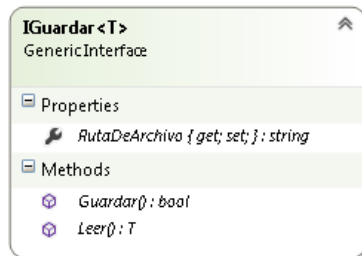 IGuardar<T>
GenericInterface
Properties
RutaDeArchivo { get; set; } : string
Methods
Guardar() : bool
Leer() : T